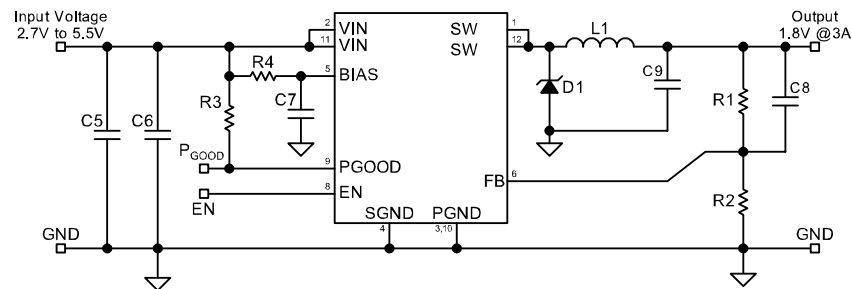 Input Voltage
2.7V to 5.5V
2
VIN
11
VIN
R4
5
BIAS
R3
C7
C5
C6
PGOOD
9
PGOOD
8
EN
EN
SGND
4
PGND
3,10
SW
1
SW
12
L1
Output
1.8V @3A
D1
C9
R1
C8
FB
6
R2
GND
GND